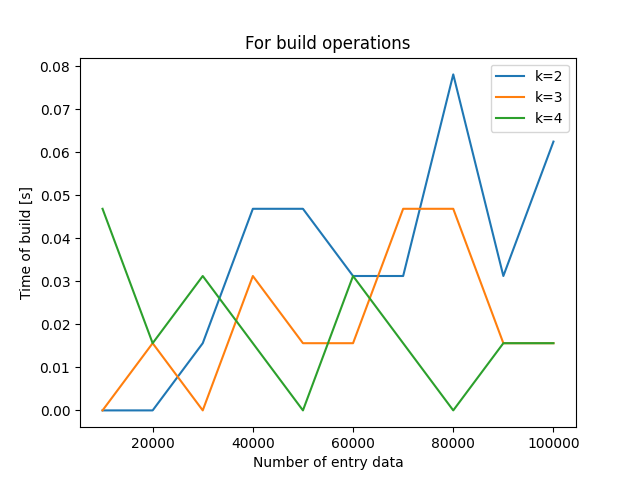 For build operations
k=2
k=3
k=4
Time of build [s]
0.08
0.07
0.06
0.05
0.04
0.03
0.02
0.01
0.00
20000
40000
60000
80000
100000
Number of entry data